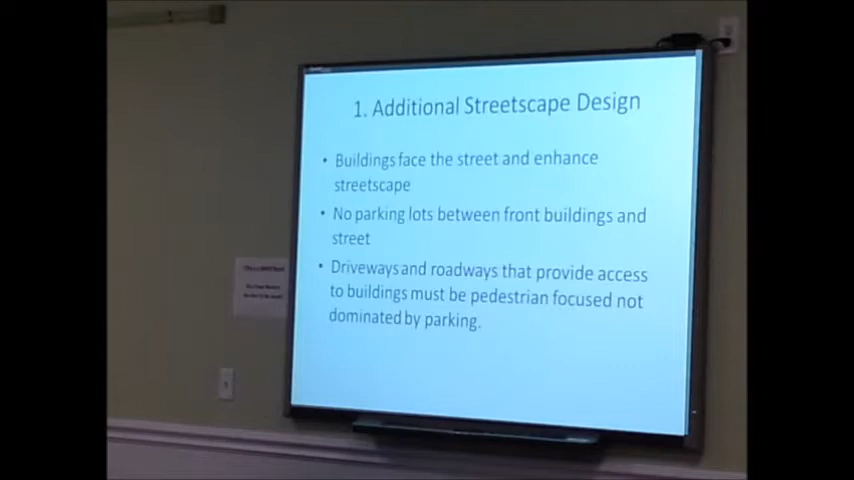 1. Additional Streetscape Design
• Buildings face the street and enhance
streetscape
• No parking lots between front buildings and
street
• Driveways and roadways that provide access
to buildings must be pedestrian focused not
dominated by parking.